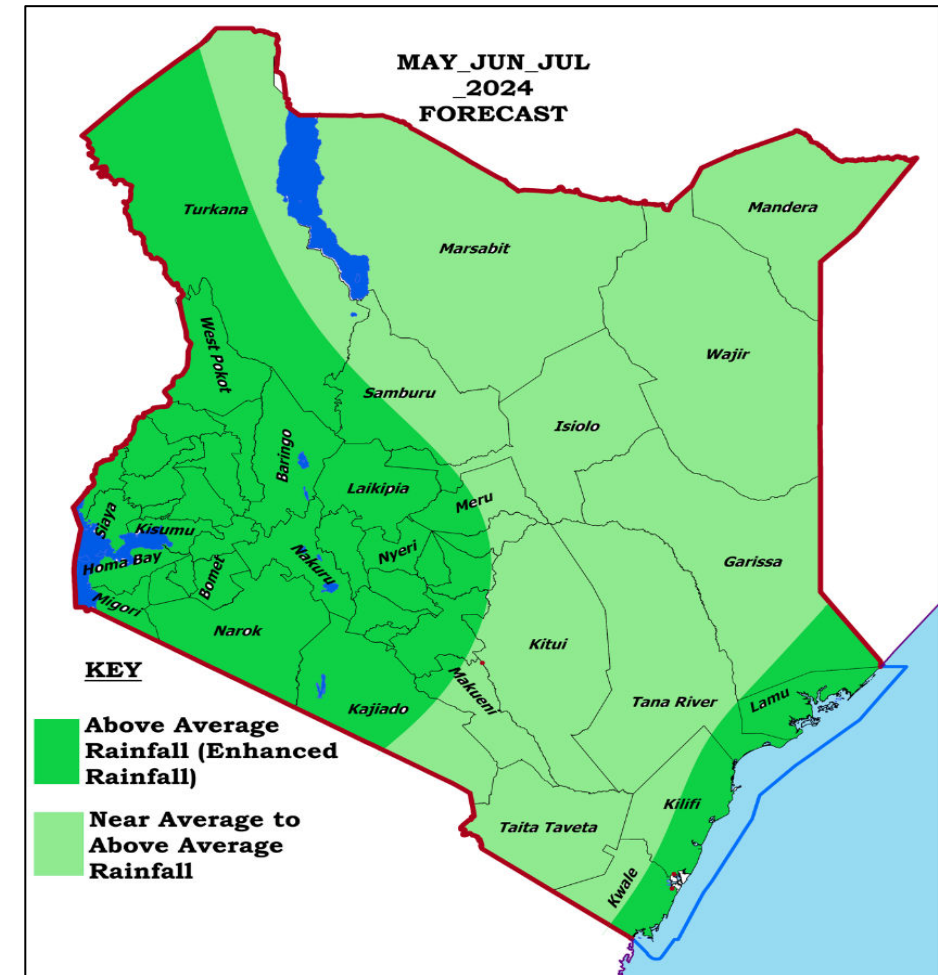 MAY_JUN_JUL
_2024
FORECAST
Turkana
Mandera
Marsabit
West Pokot
Wajir
Samburu
Isiolo
Baringo
Laikipia
Meru
Siaya
Kisumu
Nyeri
Nakuru
Homa Bay
Bomet
Garissa
Migori
Narok
Kitui
KEY
Makueni
Kajiado
Tana River
Lamu
Above Average
Rainfall (Enhanced
Rainfall)
Kilifi
Taita Taveta
Near Average to
Above Average
Rainfall
Kwale